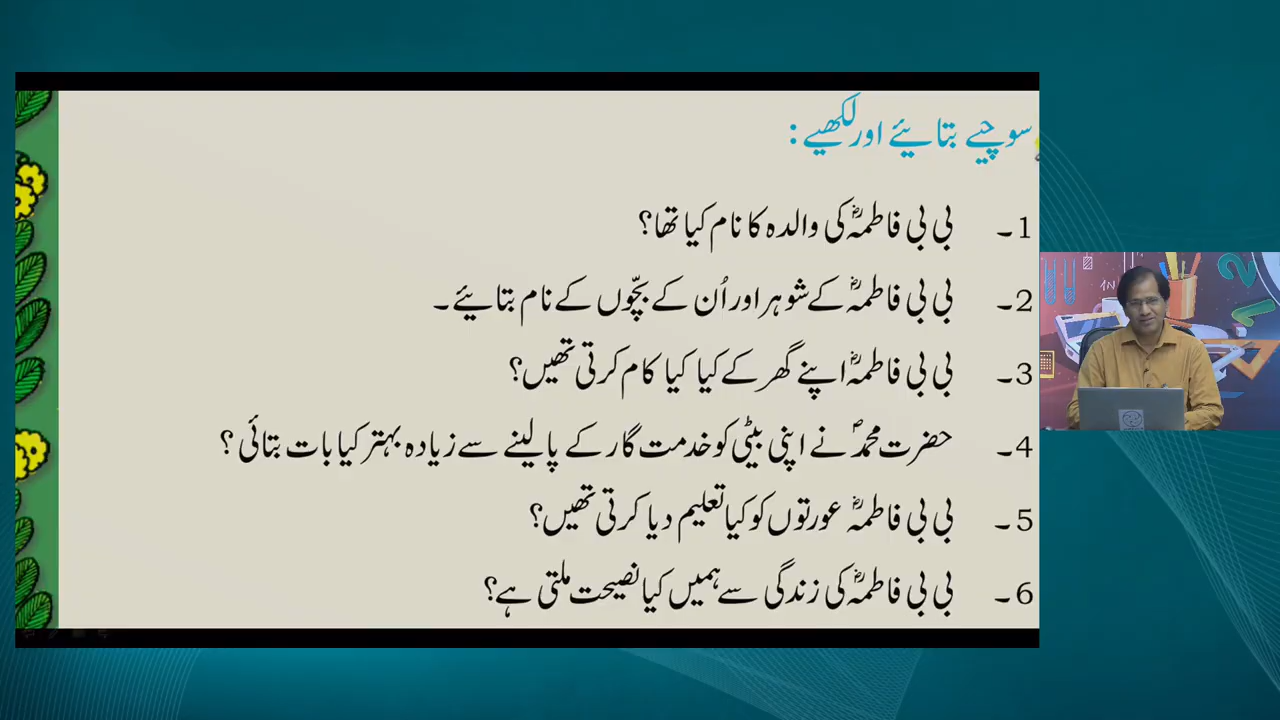 سوچیے بتایئے اور لکھیے:
1۔ بی بی فاطمہؓ کی والدہ کا نام کیا تھا؟
2۔ بی بی فاطمہؓ کے شوہر اور اُن کے بچّوں کے نام بتایئے۔
3۔ بی بی فاطمہؓ اپنے گھر کے کیا کیا کام کرتی تھیں؟
4۔ حضرت محمدؐ نے اپنی بیٹی کو خدمت گار کے پالینے سے زیادہ بہتر کیا بات بتائی ؟
5۔ بی بی فاطمہؓ عورتوں کو کیا تعلیم دیا کرتی تھیں؟
6۔ بی بی فاطمہؓ کی زندگی سے ہمیں کیا نصیحت ملتی ہے؟